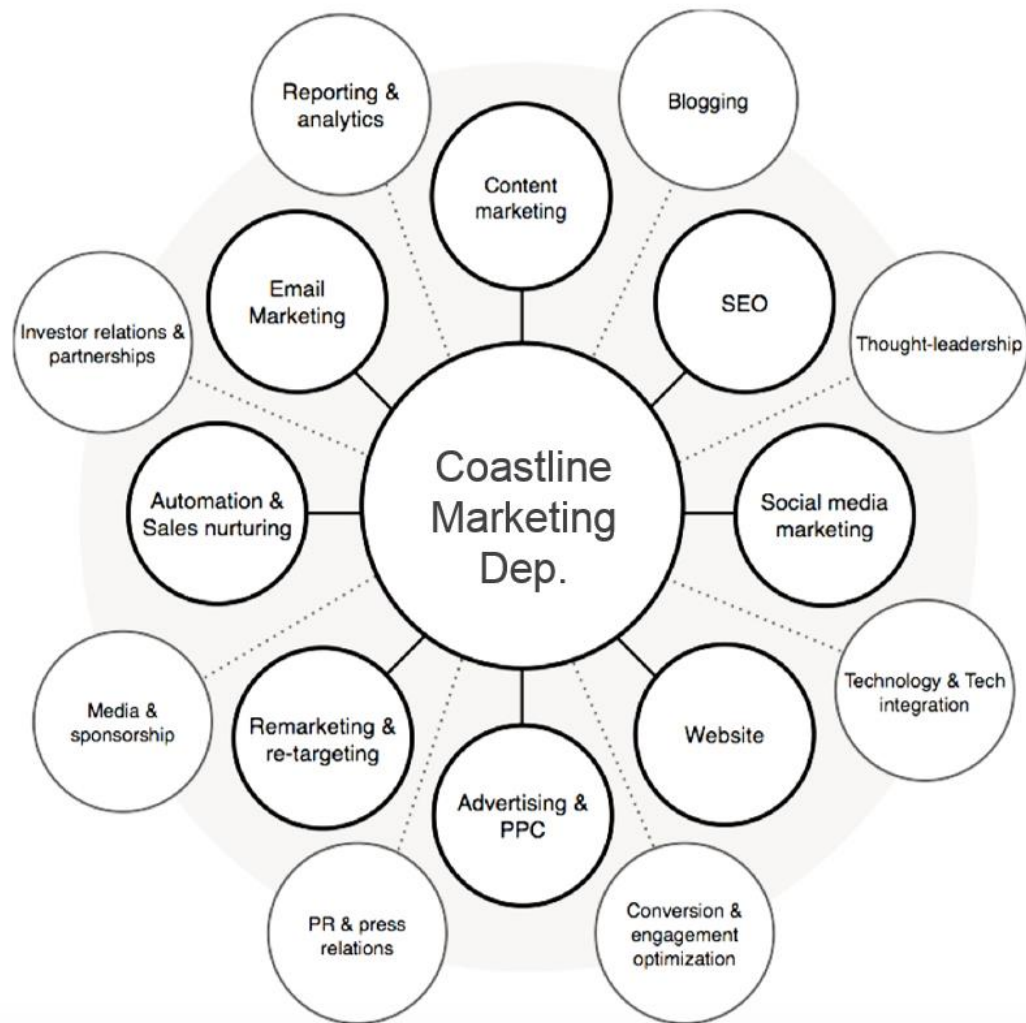 Reporting &
analytics
Blogging
Content
marketing
Email
Marketing
SEO
Investor relations &
partnerships
Thought-leadership
Coastline
Marketing
Dep.
Automation &
Sales nurturing
Social media
marketing
Media &
sponsorship
Remarketing &
re-targeting
Website
Technology & Tech
integration
Advertising &
PPC
PR & press
relations
Conversion &
engagement
optimization